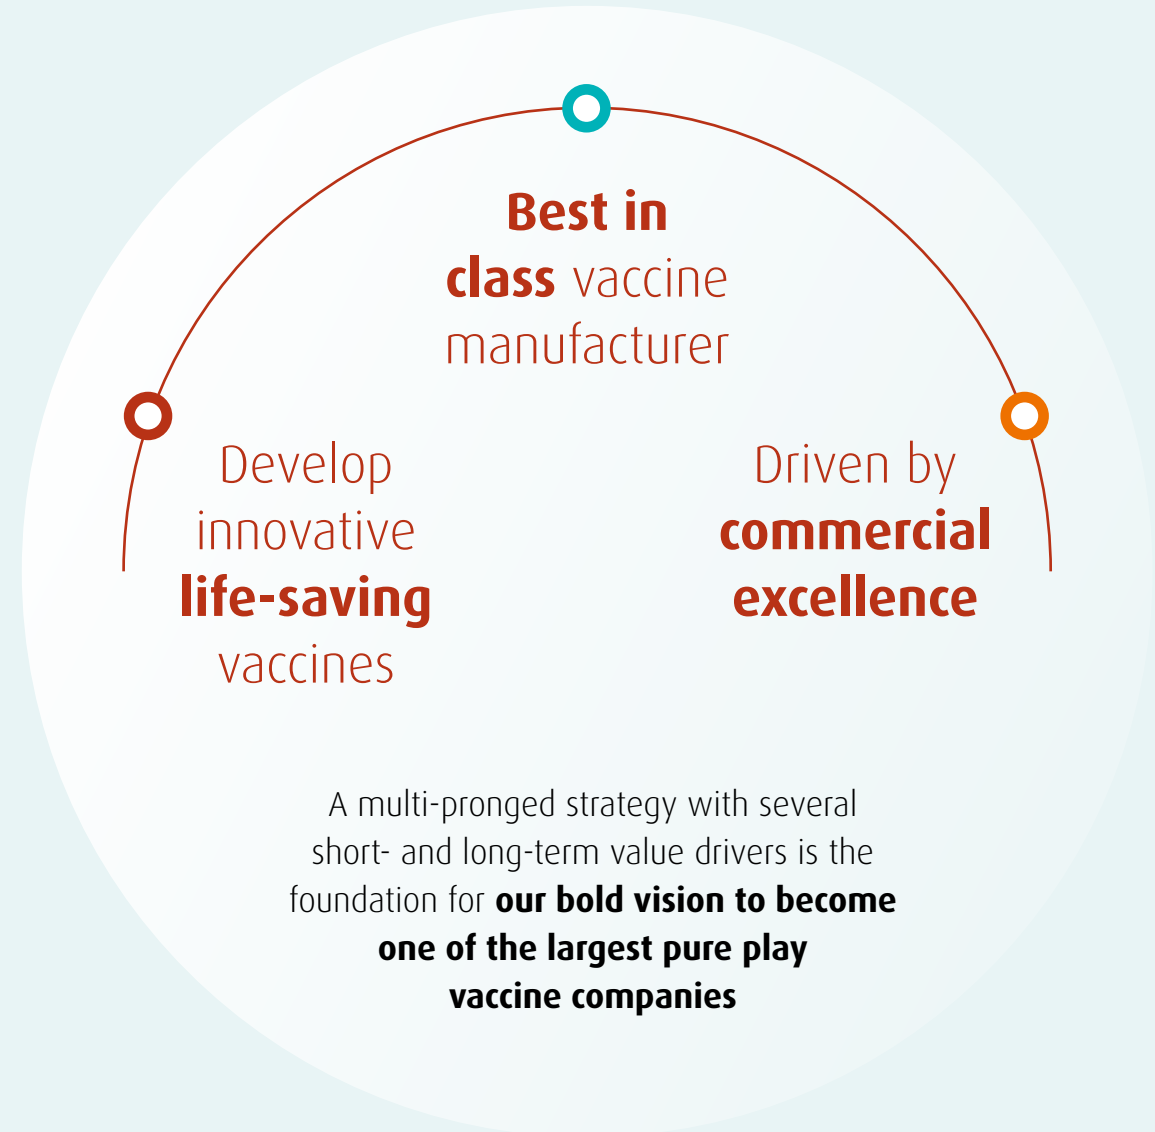 Best in
class vaccine
manufacturer
Develop
innovative
life-saving
vaccines
Driven by
commercial
excellence
A multi-pronged strategy with several
short- and long-term value drivers is the
foundation for our bold vision to become
one of the largest pure play
vaccine companies